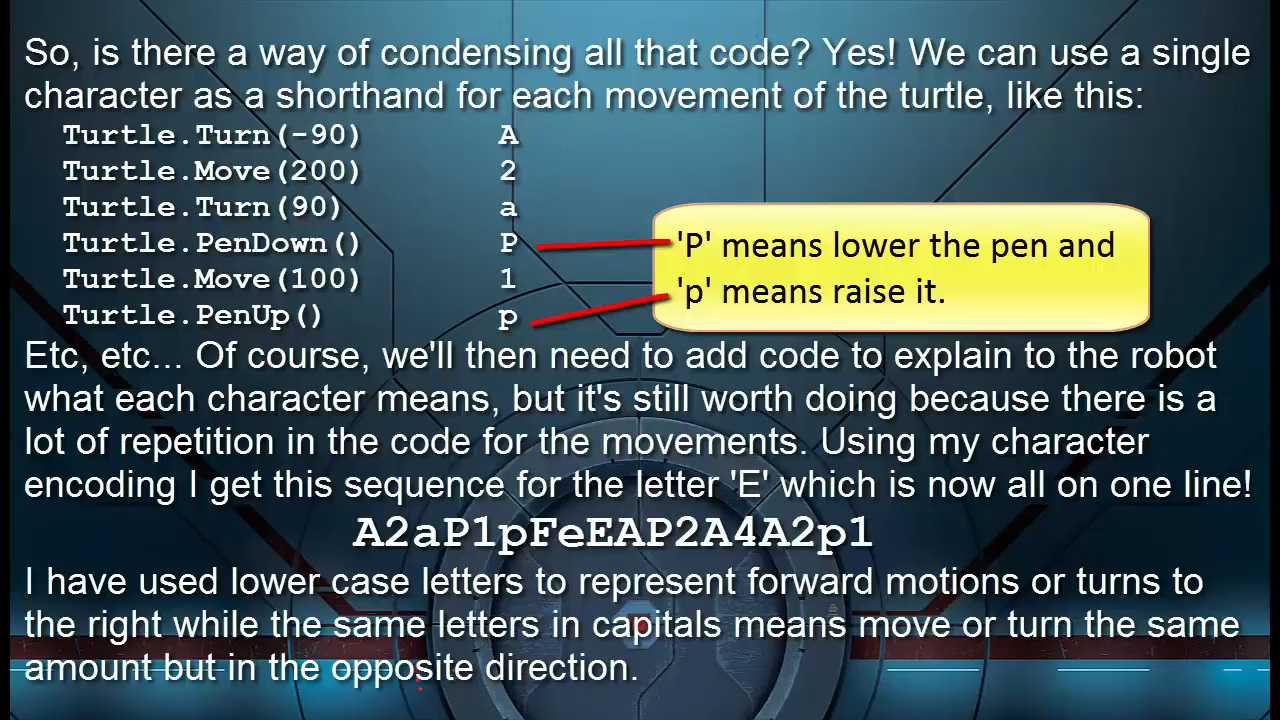 So, is there a way of condensing all that code? Yes! We can use a single
character as a shorthand for each movement of the turtle, like this:
Turtle.Turn(-90) A
Turtle.Move(200) 2
Turtle.Turn(90) a
Turtle.PenDown() P
Turtle.Move(100) 1
Turtle.PenUp() p
'P' means lower the pen and
'p' means raise it.
Etc, etc... Of course, we'll then need to add code to explain to the robot
what each character means, but it's still worth doing because there is a
lot of repetition in the code for the movements. Using my character
encoding I get this sequence for the letter 'E' which is now all on one line!
A2aP1pFeEAP2A4A2p1
I have used lower case letters to represent forward motions or turns to
the right while the same letters in capitals means move or turn the same
amount but in the opposite direction.